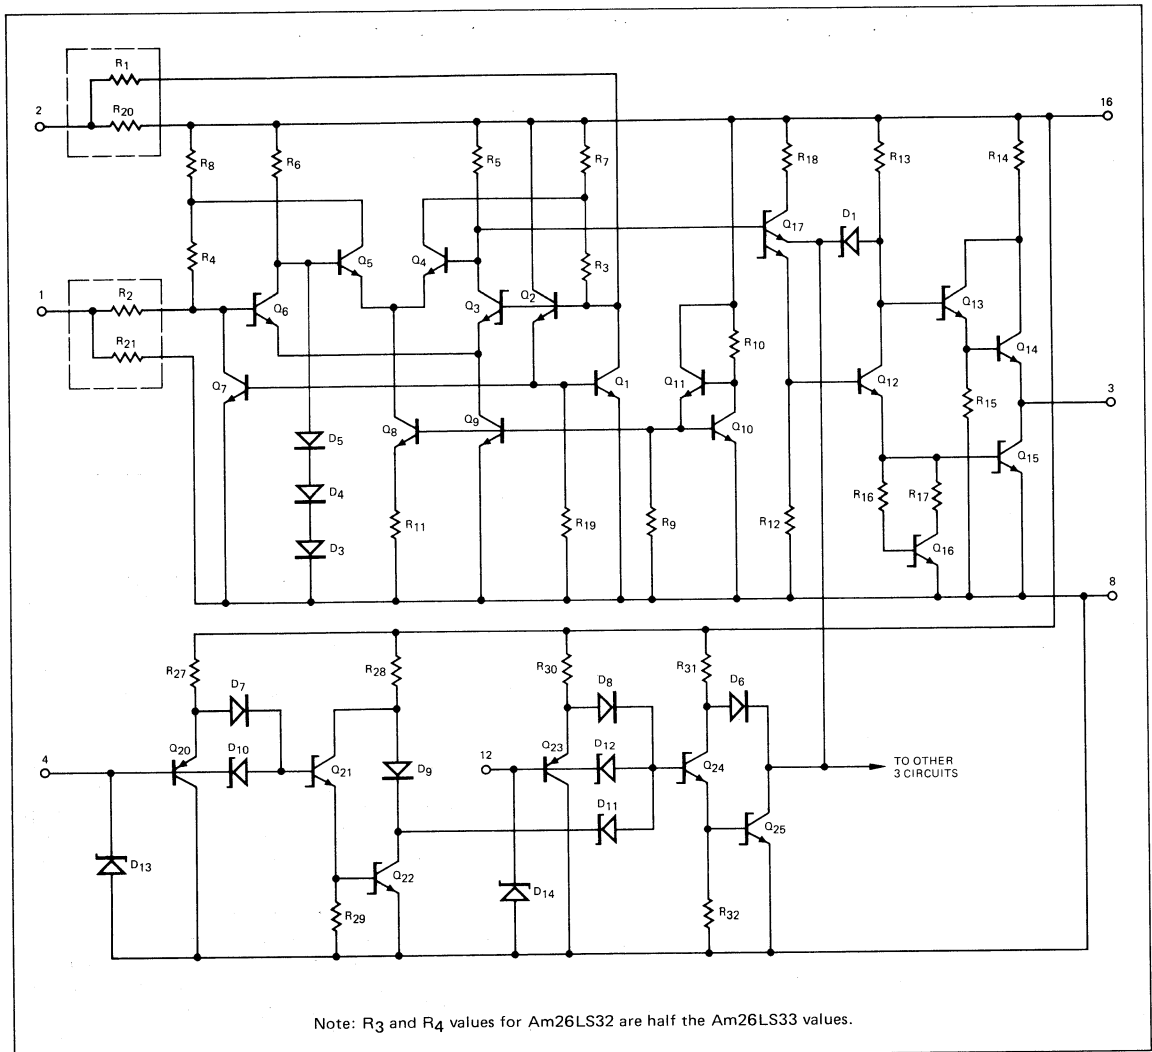 R1
2
R20
16
R8
R6
R5
R7
R18
R13
R14
Q17
D1
R4
Q5
Q4
R3
1
R2
Q6
Q3
Q2
Q13
R21
R10
Q14
Q7
Q1
Q11
Q12
3
R15
Q8
Q9
Q10
D5
Q15
D4
R16
R17
R11
R19
R9
R12
D3
Q16
8
R27
R28
R30
R31
D7
D8
D6
Q20
Q23
4
D10
Q21
D9
12
D12
Q24
TO OTHER
3 CIRCUITS
D11
Q25
D13
Q22
D14
R29
R32
Note: R3 and R4 values for Am26LS32 are half the Am26LS33 values.